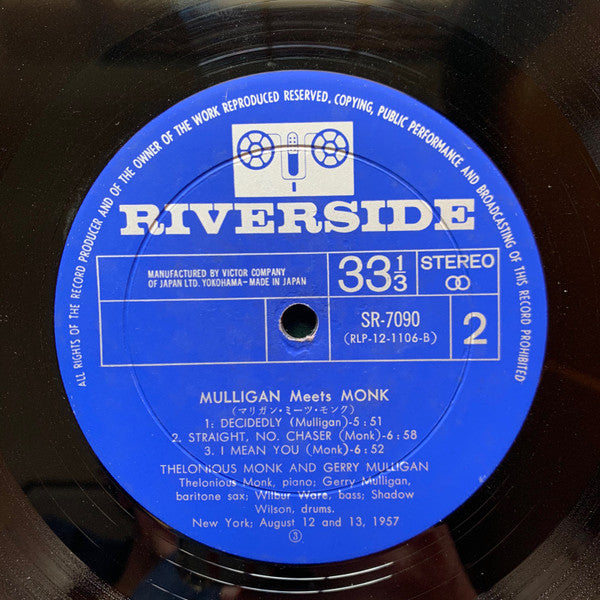 ALL RIGHTS OF THE RECORD PRODUCER AND OF THE OWNER OF THE WORK REPRODUCED RESERVED. COPYING, PUBLIC PERFORMANCE AND BROADCASTING OF THIS RECORD PROHIBITED
RIVERSIDE
MANUFACTURED BY VICTOR COMPANY
OF JAPAN LTD. YOKOHAMA-MADE IN JAPAN
33 1/3
STEREO
SR-7090
(RLP-12-1106-B)
2
MULLIGAN Meets MONK
(マリガン・ミーツ・モンク)
1: DECIDEDLY (Mulligan)-5:51
2. STRAIGHT, NO. CHASER (Monk)-6:58
3. I MEAN YOU (Monk)-6:52
THELONIOUS MONK AND GERRY MULLIGAN
Thelonious Monk, piano; Gerry Mulligan,
baritone sax; Wilbur Ware, bass; Shadow
Wilson, drums.
New York; August 12 and 13, 1957
③